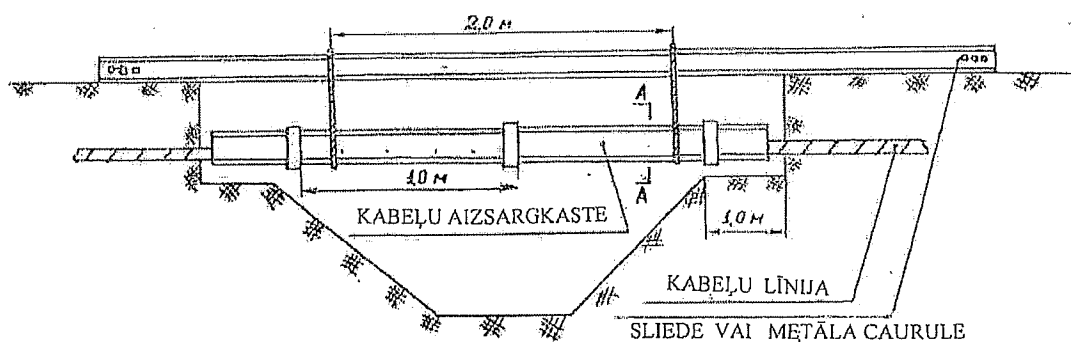 2,0 м
A
1,0 м
A
KABEĻU AIZSARGKASTE
1,0 м
KABEĻU LĪNIJA
SLIEDE VAI METĀLA CAURULE